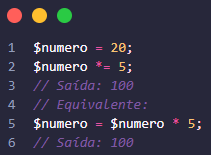 1 $numero = 20;
2 $numero *= 5;
3 // Saída: 100
4 // Equivalente:
5 $numero = $numero * 5;
6 // Saída: 100